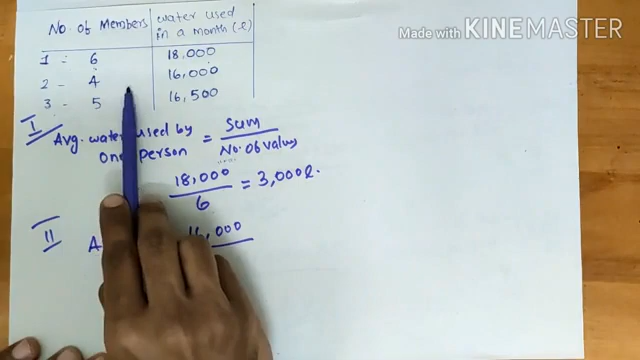 Made with KINEMASTER
No. of Members water used
in a month (l)
1 - 6 18,000
2 - 4 16,000
3 - 5 16,500
I
Avg. water used by = Sum
one person No. of values
18,000 = 3,000l.
6
II A 16,000